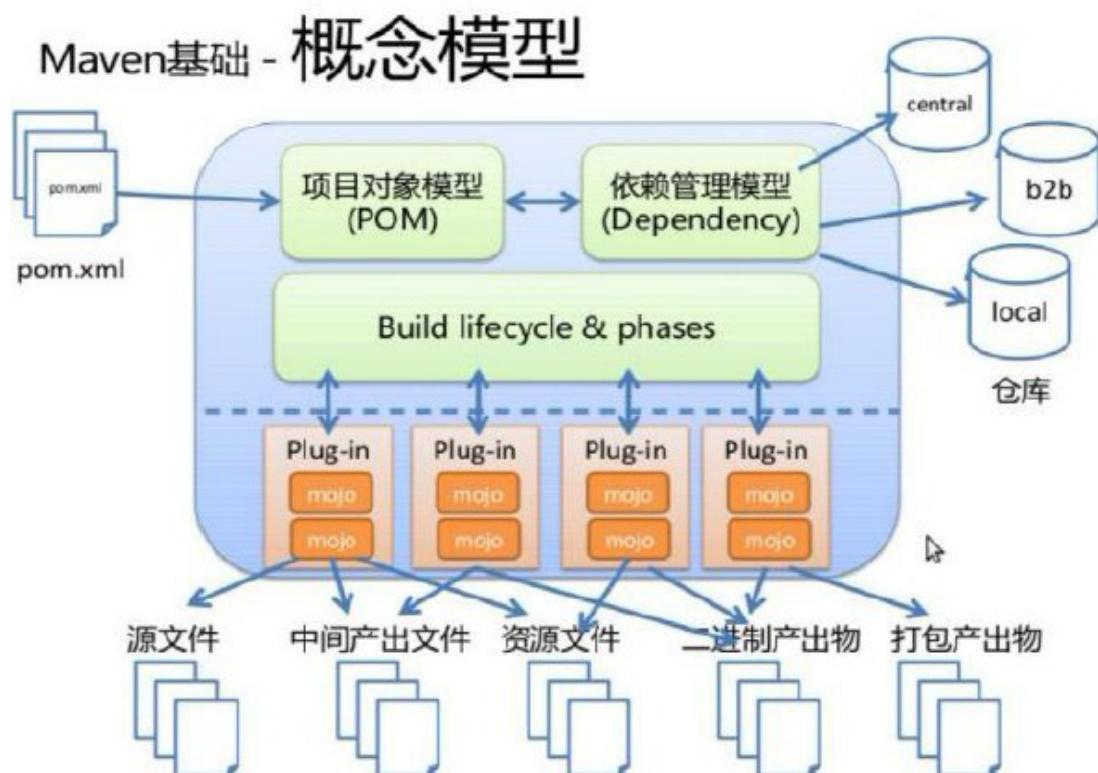 Maven基础 - 概念模型
central
pom.xml
项目对象模型
(POM)
依赖管理模型
(Dependency)
b2b
pom.xml
local
Build lifecycle & phases
仓库
Plug-in
Plug-in
Plug-in
Plug-in
mojo
mojo
mojo
mojo
mojo
mojo
mojo
mojo
源文件
中间产出文件
资源文件
二进制产出物
打包产出物